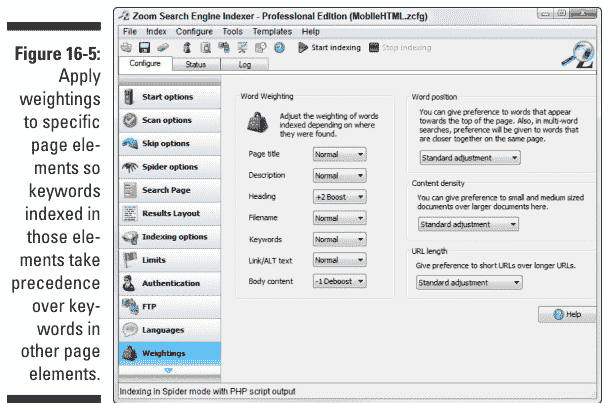 Figure 16-5:
Apply
weightings
to specific
page ele-
ments so
keywords
indexed in
those ele-
ments take
precedence
over key-
words in
other page
elements.
Zoom Search Engine Indexer - Professional Edition (MobileHTML.zcfg)
File Index Configure Tools Templates Help
Start indexing Stop indexing
Configure Status Log
Start options
Scan options
Skip options
Spider options
Search Page
Results Layout
Indexing options
Limits
Authentication
FTP
Languages
Weightings
Word Weighting
Adjust the weighting of words
indexed depending on where
they were found.
Page title Normal
Description Normal
Heading +2 Boost
Filename Normal
Keywords Normal
Link/ALT text Normal
Body content -1 Deboost
Word position
You can give preference to words that appear
towards the top of the page. Also, in multi-word
searches, preference will be given to words that
are closer together on the same page.
Standard adjustment
Content density
You can give preference to small and medium sized
documents over larger documents here.
Standard adjustment
URL length
Give preference to short URLs over longer URLs.
Standard adjustment
Help
Indexing in Spider mode with PHP script output